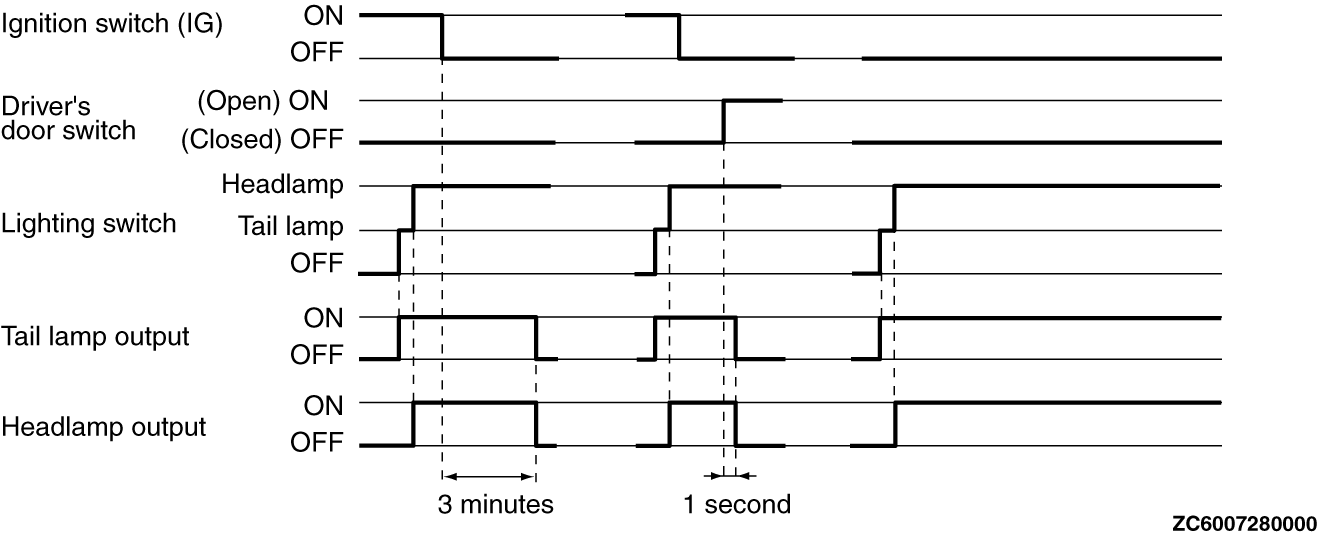 Ignition switch (IG)
ON
OFF
Driver's
door switch
(Open) ON
(Closed) OFF
Lighting switch
Headlamp
Tail lamp
OFF
Tail lamp output
ON
OFF
Headlamp output
ON
OFF
3 minutes
1 second
ZC6007280000